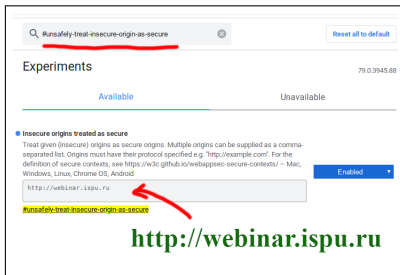 #unsafely-treat-insecure-origin-as-secure
Reset all to default
Experiments
79.0.3945.88
Available
Unavailable
Insecure origins treated as secure
Treat given (insecure) origins as secure origins. Multiple origins can be supplied as a comma-
separated list. Origins must have their protocol specified e.g. "http://example.com". For the
definition of secure contexts, see https://w3c.github.io/webappsec-secure-contexts/ – Mac,
Windows, Linux, Chrome OS, Android
Enabled
http://webinar.ispu.ru
#unsafely-treat-insecure-origin-as-secure
http://webinar.ispu.ru